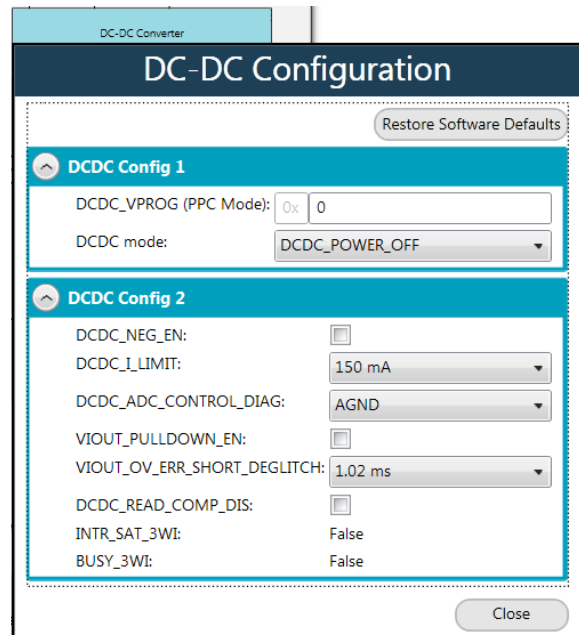 DC-DC Converter
DC-DC Configuration
Restore Software Defaults
DCDC Config 1
DCDC_VPROG (PPC Mode): 0x 0
DCDC mode: DCDC_POWER_OFF
DCDC Config 2
DCDC_NEG_EN:
DCDC_I_LIMIT: 150 mA
DCDC_ADC_CONTROL_DIAG: AGND
VIOUT_PULLDOWN_EN:
VIOUT_OV_ERR_SHORT_DEGLITCH: 1.02 ms
DCDC_READ_COMP_DIS:
INTR_SAT_3WI: False
BUSY_3WI: False
Close